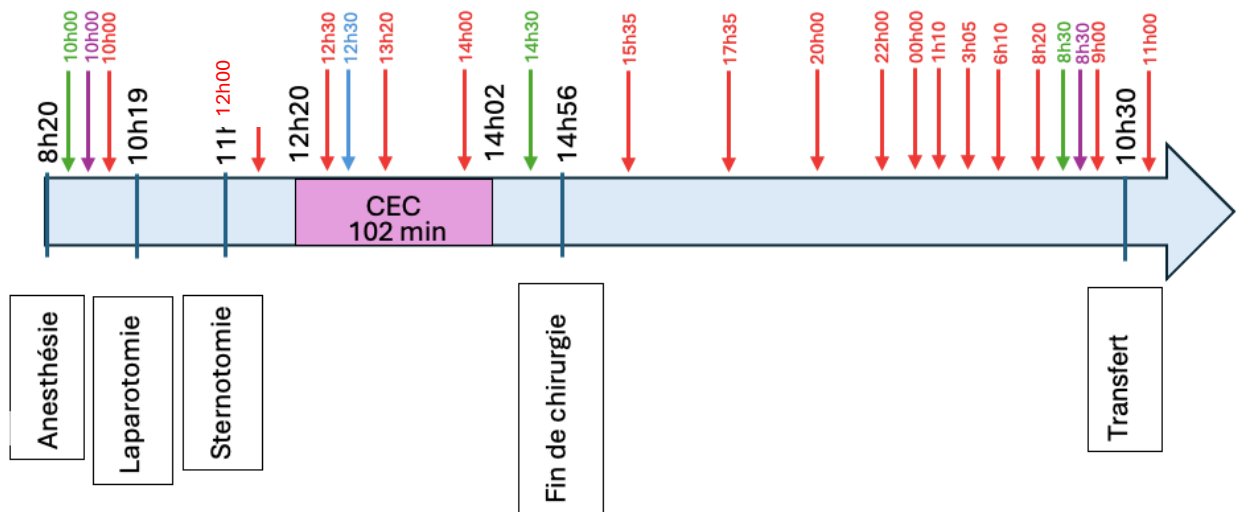 10h00
10h00
10h00
12h30
12h30
13h20
14h00
14h30
15h35
17h35
20h00
22h00
00h00
1h10
3h05
6h10
8h20
8h30
8h30
9h00
11h00
8h20
10h19
12h00
12h20
14h02
14h56
10h30
CEC
102 min
Anesthésie
Laparotomie
Sternotomie
Fin de chirurgie
Transfert